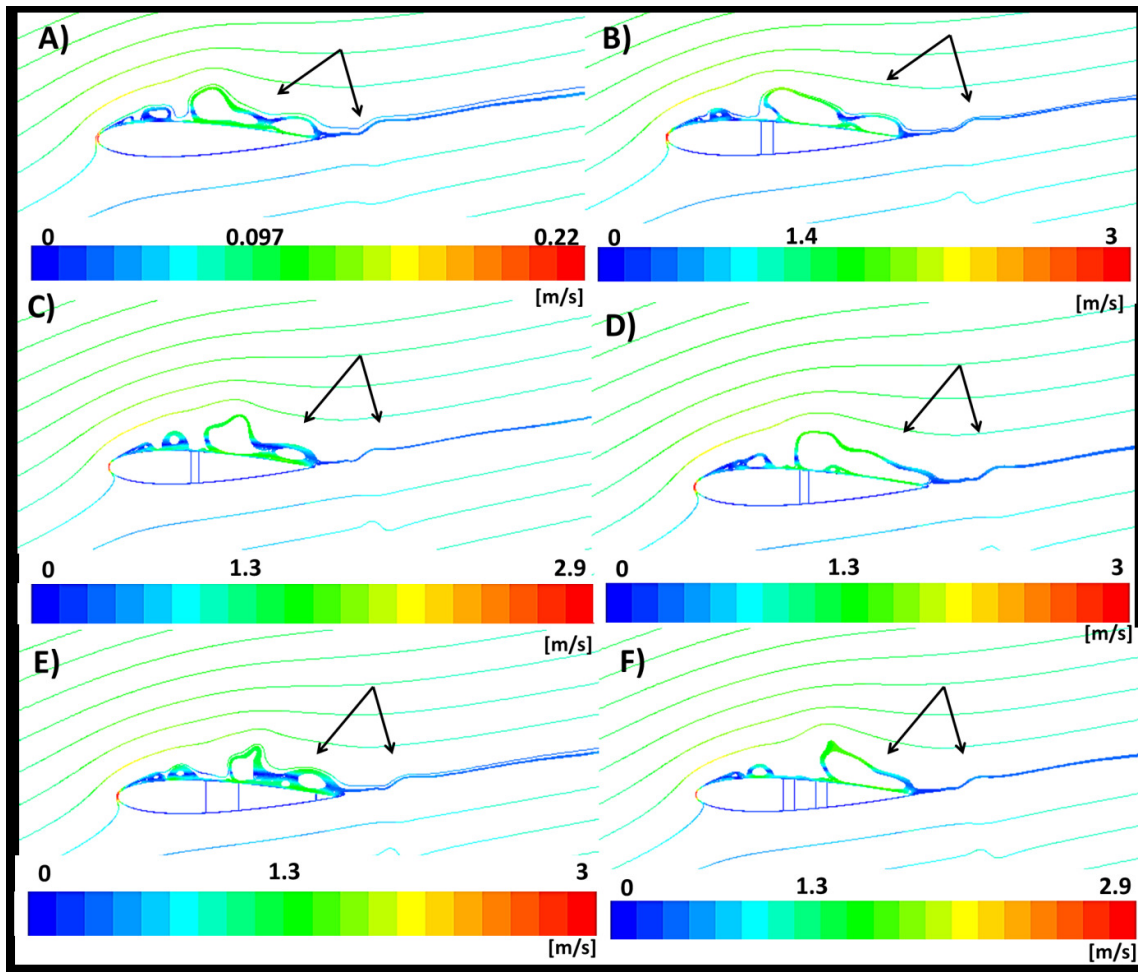 A) B)
0 0.097 0.22
[m/s]
0 1.4 3
[m/s]
C) D)
0 1.3 2.9
[m/s]
0 1.3 3
[m/s]
E) F)
0 1.3 3
[m/s]
0 1.3 2.9
[m/s]